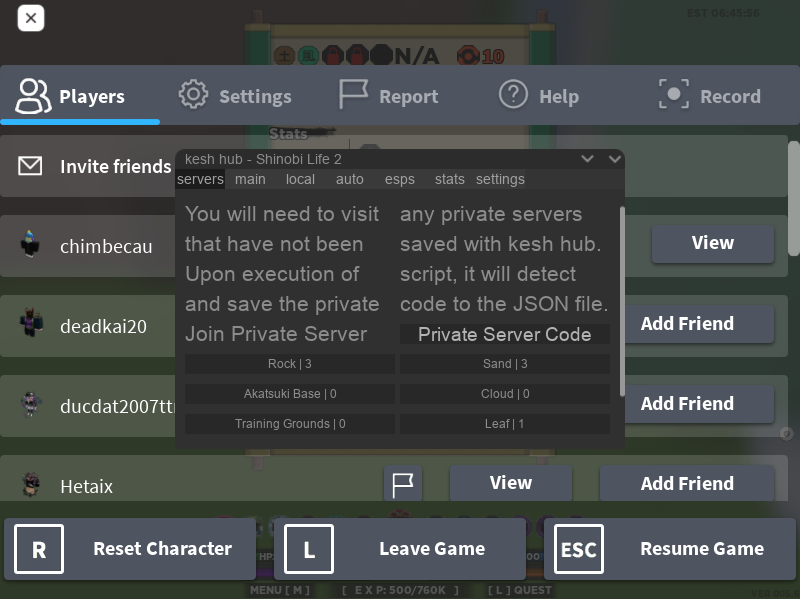 EST 06:45:56
N/A
10
Players
Settings
Report
Help
Record
Stats
Invite friends
kesh hub - Shinobi Life 2
servers main local auto esps stats settings
You will need to visit any private servers
that have not been saved with kesh hub.
Upon execution of script, it will detect
and save the private code to the JSON file.
Join Private Server Private Server Code
Rock | 3 Sand | 3
Akatsuki Base | 0 Cloud | 0
Training Grounds | 0 Leaf | 1
chimbecau
View
deadkai20
Add Friend
ducdat2007tt
Add Friend
Hetaix
View
Add Friend
R Reset Character
L Leave Game
ESC Resume Game
HP:
MENU [ M ] [ E X P: 500/760K ] [ L ] QUEST